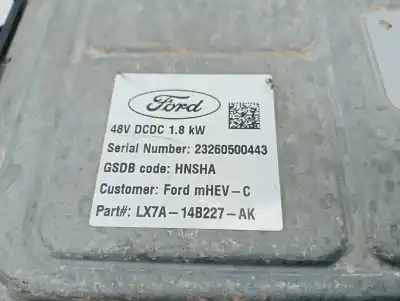 Ford
48V DCDC 1.8 kW
Serial Number: 23260500443
GSDB code: HNSHA
Customer: Ford mHEV-C
Part#: LX7A-14B227-AK